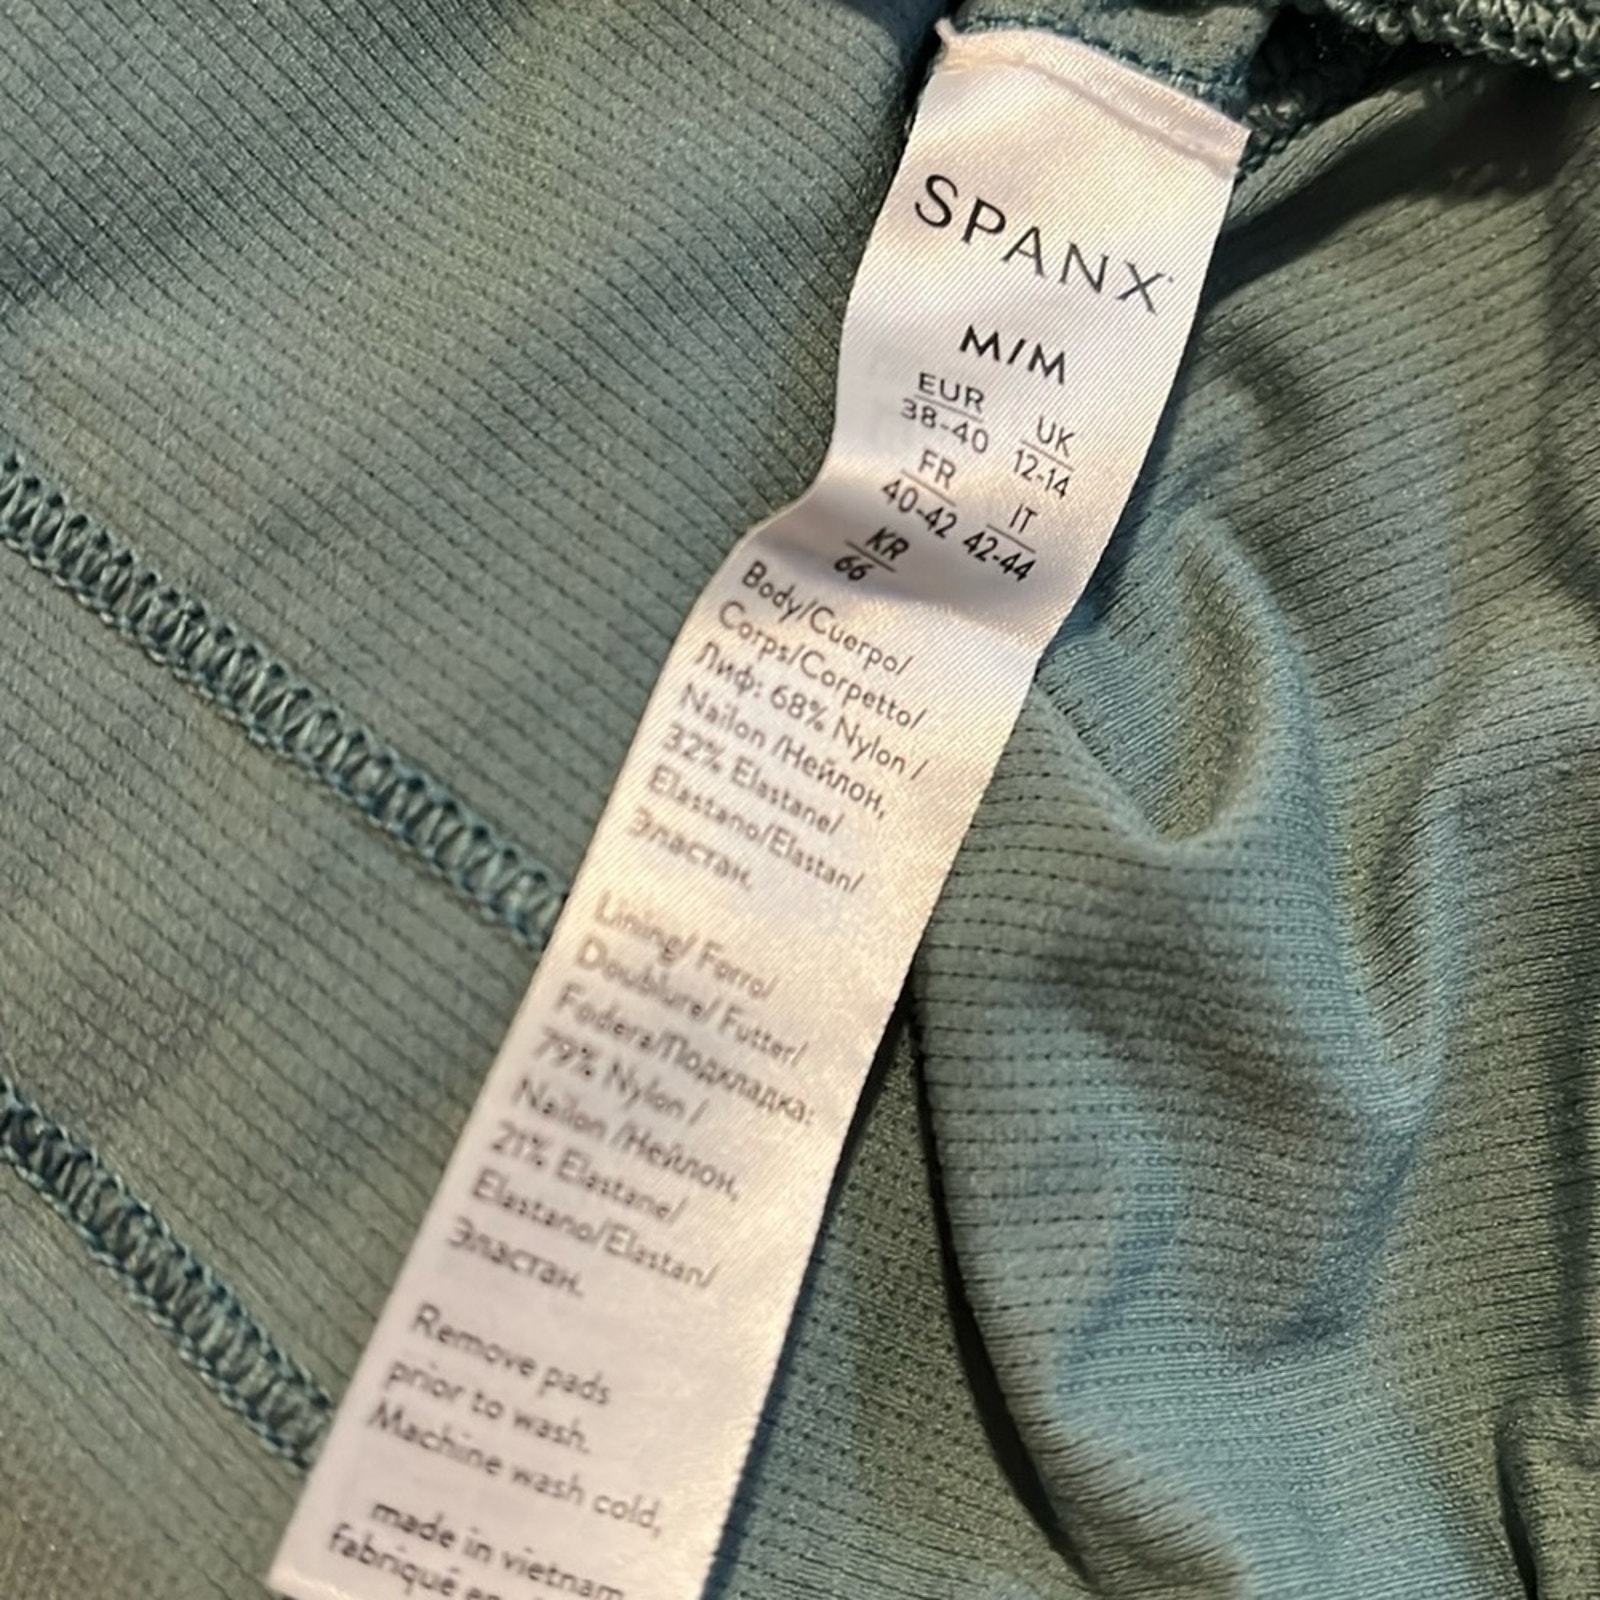 SPANX
M/M
EUR UK
38-40 12-14
FR IT
40-42 42-44
KR
66
Body/Cuerpo/
Corps/Corpetto/
Лиф: 68% Nylon /
Nailon /Нейлон,
32% Elastane/
Elastano/Elastan/
Эластан.
Lining/ Forro/
Doublure/ Futter/
Fodera/Подкладка:
79% Nylon /
Nailon /Нейлон,
21% Elastane/
Elastano/Elastan/
Эластан.
Remove pads
prior to wash.
Machine wash cold,
made in vietnam
fabriqué en